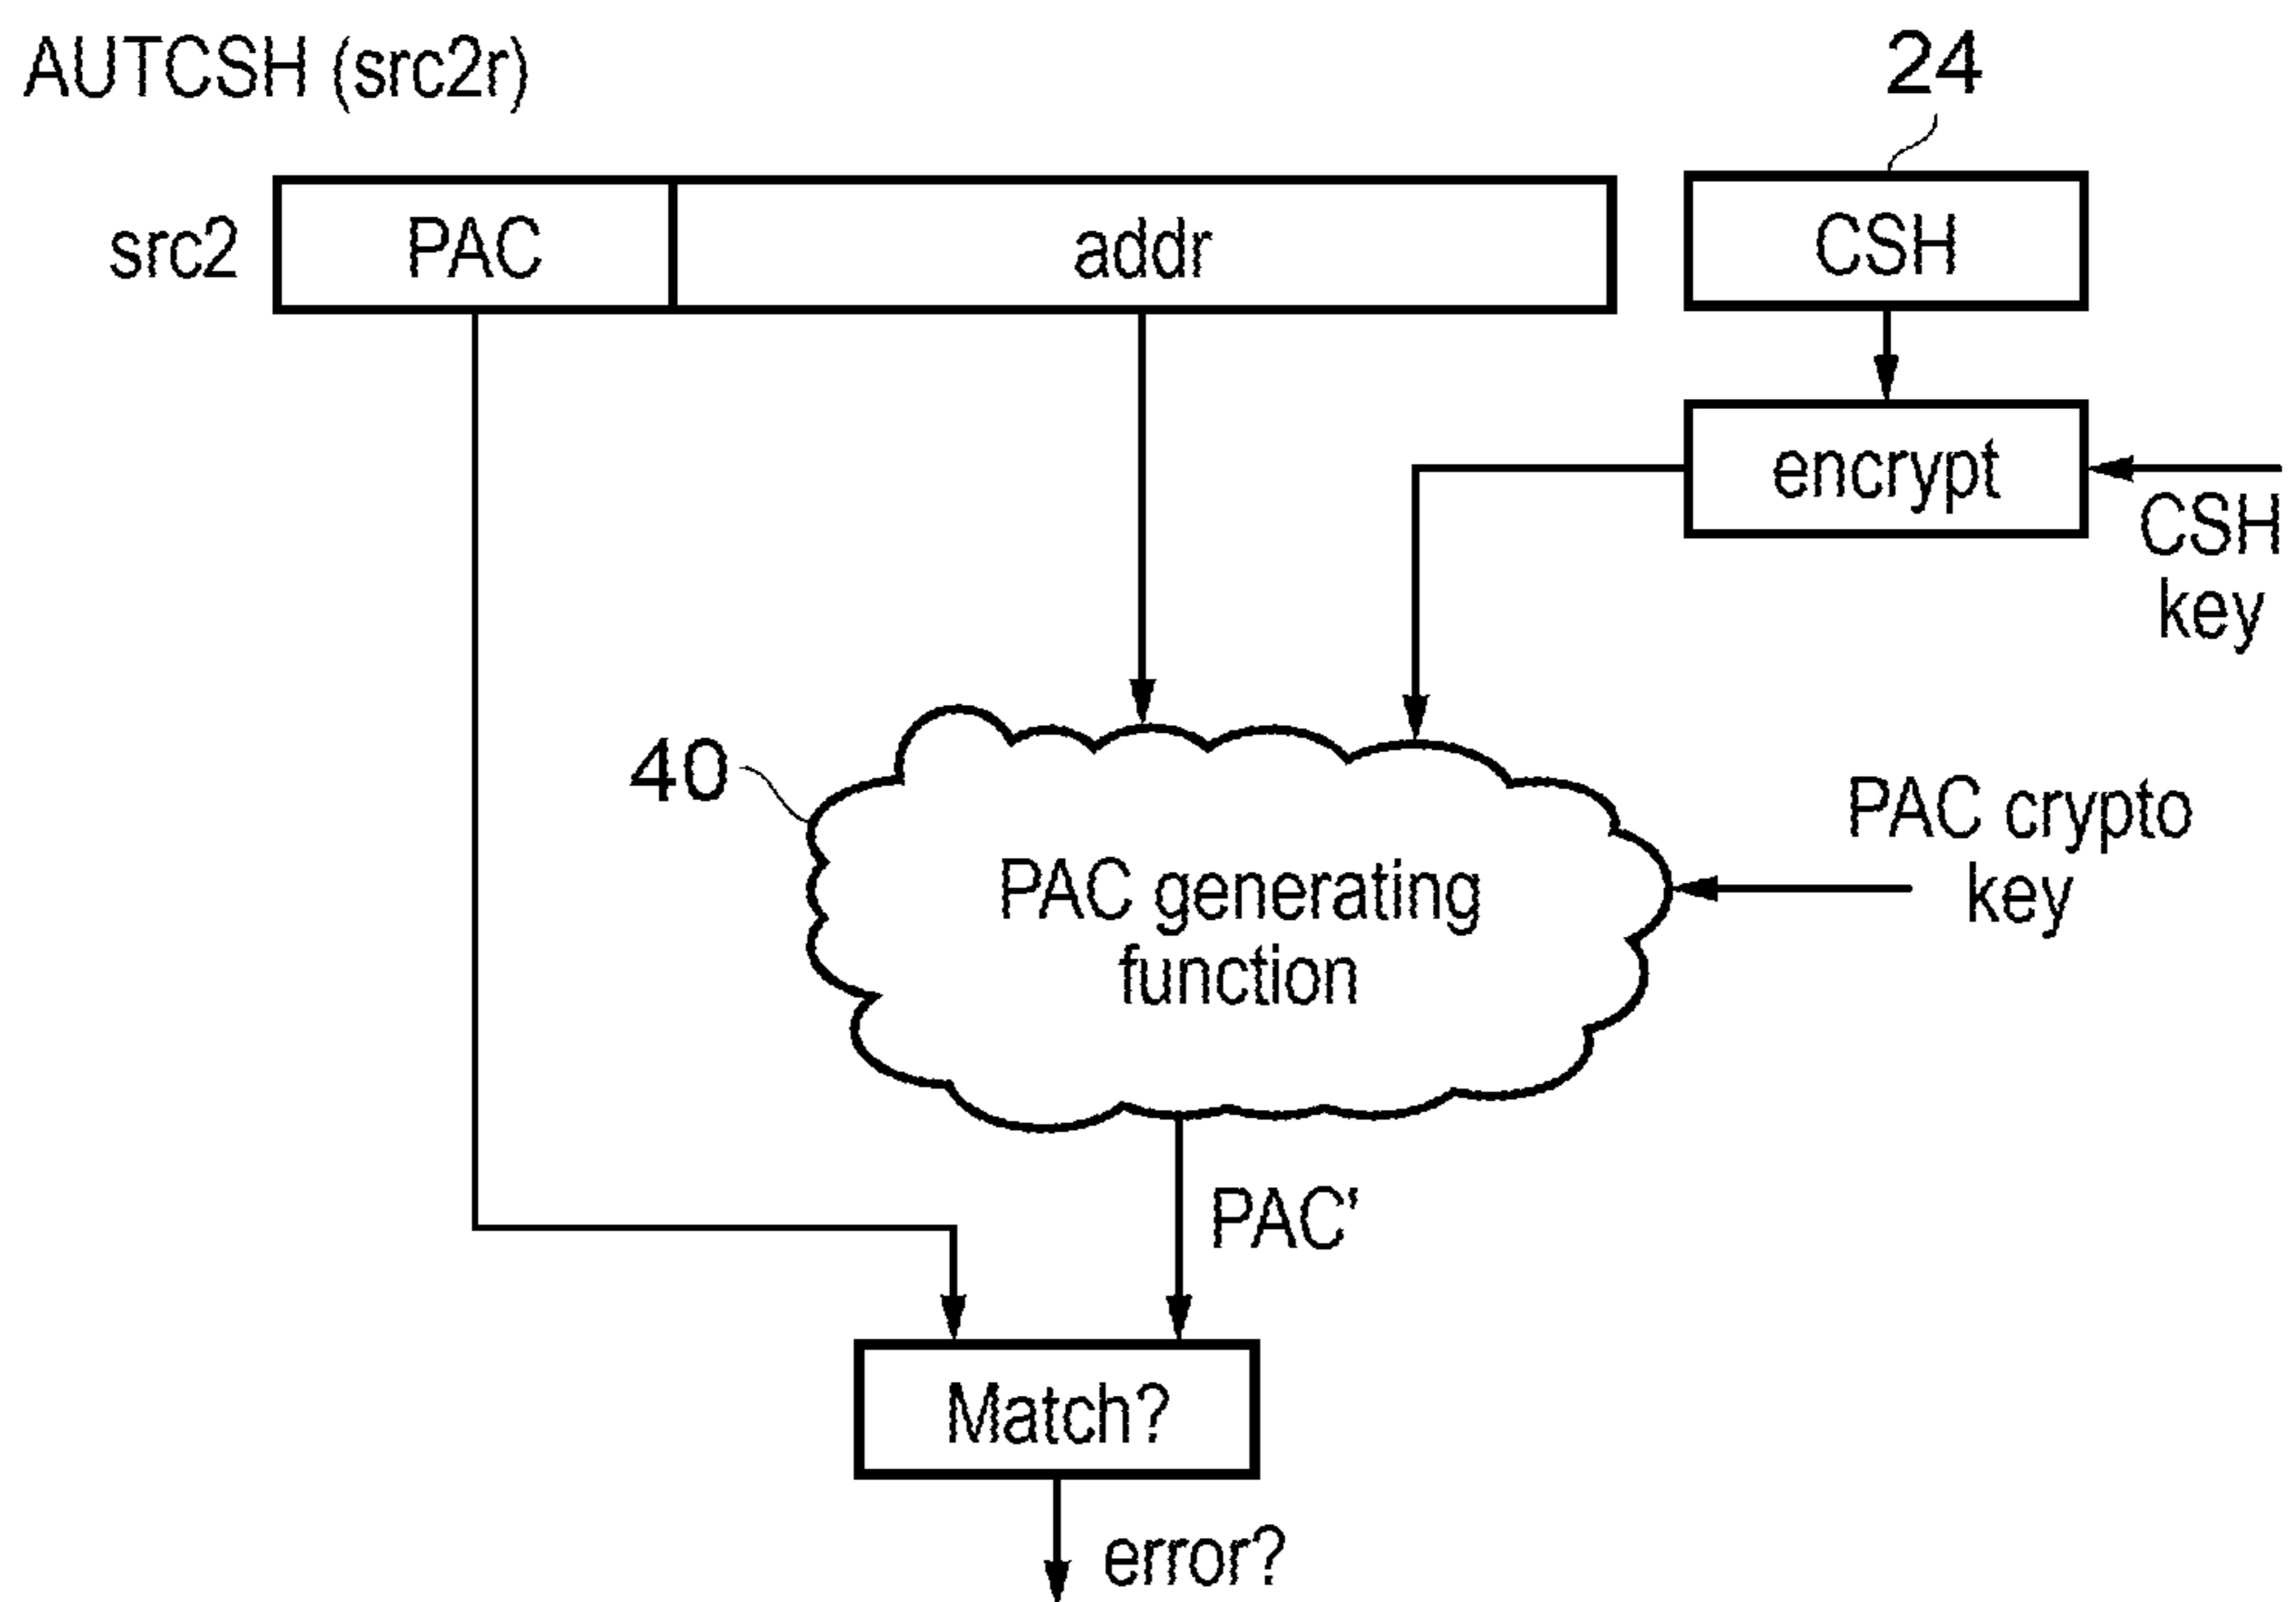 AUTCSH (src2r)
24
src2
PAC
addr
CSH
encrypt
CSH
key
40
PAC generating
function
PAC crypto
key
PAC'
Match?
error?